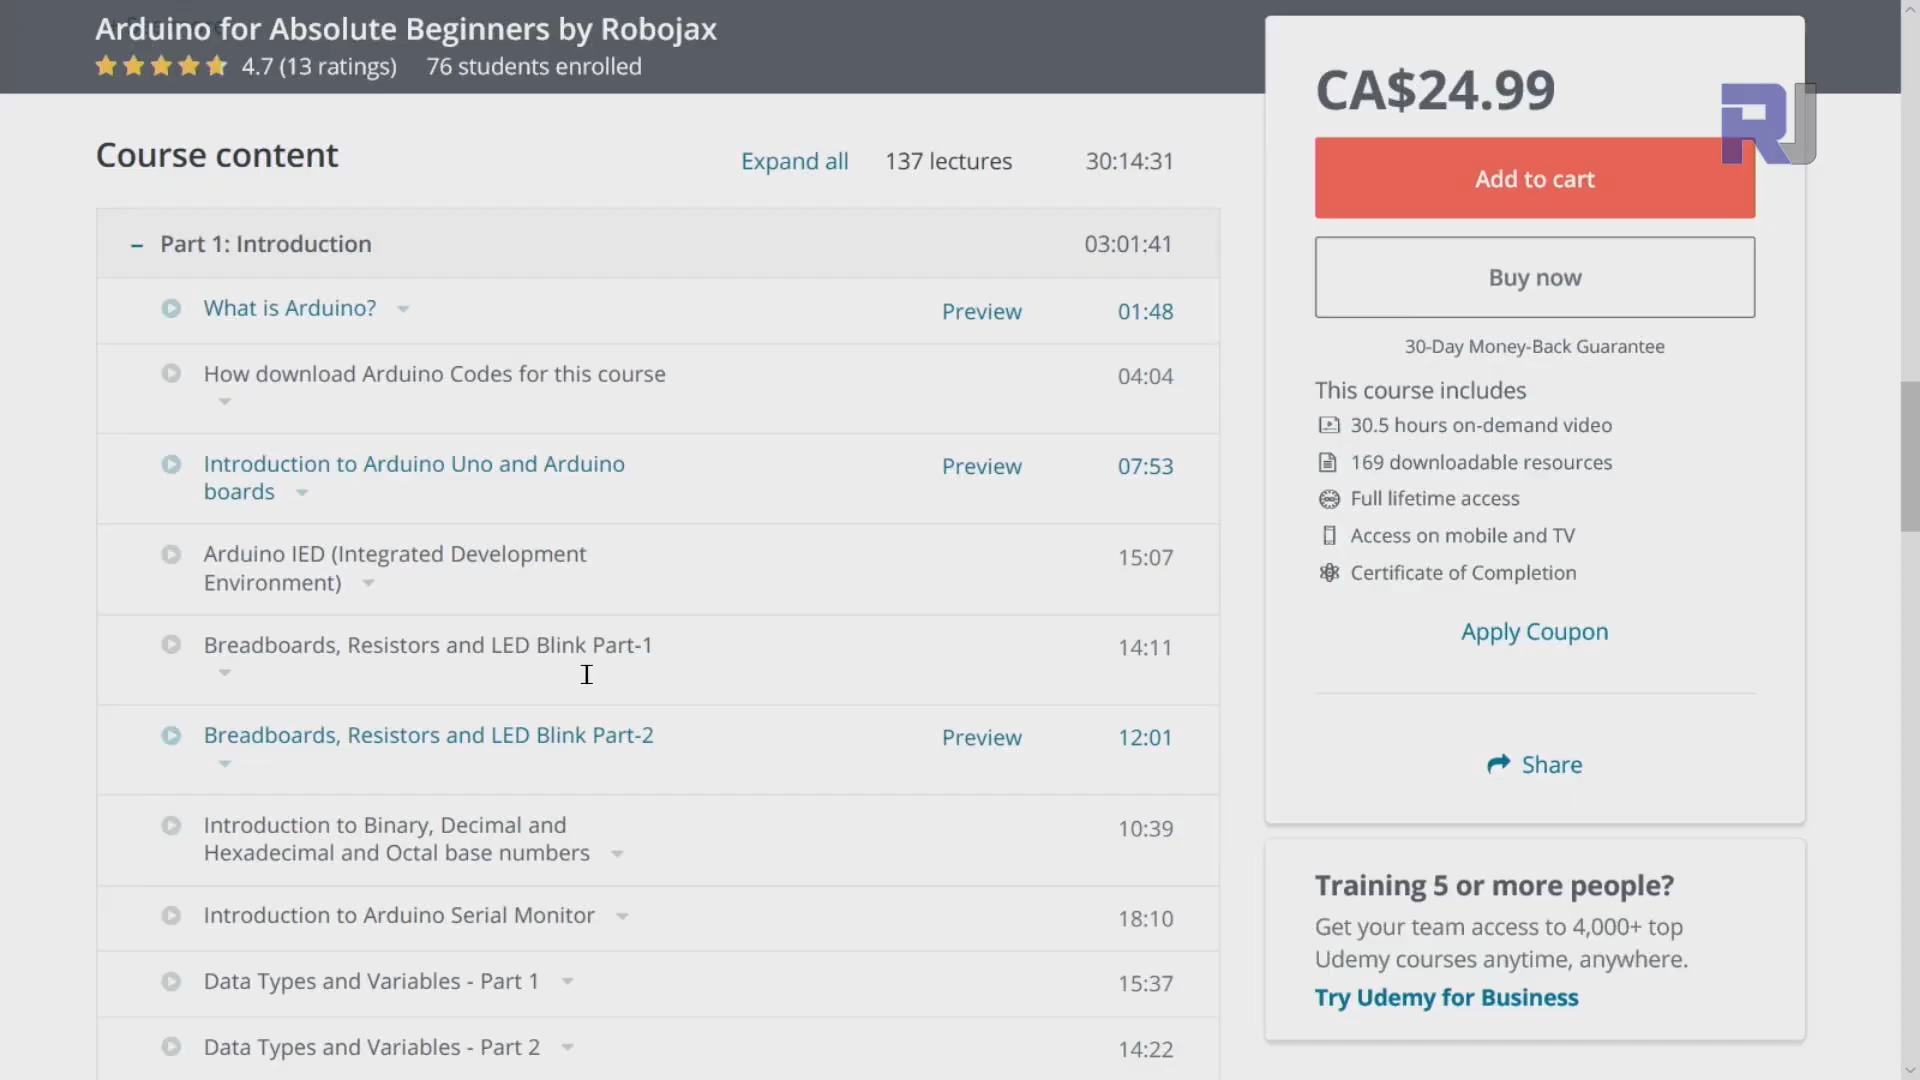 Arduino for Absolute Beginners by Robojax
4.7 (13 ratings) 76 students enrolled
Course content
Expand all 137 lectures 30:14:31
– Part 1: Introduction 03:01:41
What is Arduino? Preview 01:48
How download Arduino Codes for this course 04:04
Introduction to Arduino Uno and Arduino
boards Preview 07:53
Arduino IED (Integrated Development
Environment) 15:07
Breadboards, Resistors and LED Blink Part-1 14:11
Breadboards, Resistors and LED Blink Part-2 Preview 12:01
Introduction to Binary, Decimal and
Hexadecimal and Octal base numbers 10:39
Introduction to Arduino Serial Monitor 18:10
Data Types and Variables - Part 1 15:37
Data Types and Variables - Part 2 14:22
CA$24.99
RJ
Add to cart
Buy now
30-Day Money-Back Guarantee
This course includes
30.5 hours on-demand video
169 downloadable resources
Full lifetime access
Access on mobile and TV
Certificate of Completion
Apply Coupon
Share
Training 5 or more people?
Get your team access to 4,000+ top
Udemy courses anytime, anywhere.
Try Udemy for Business